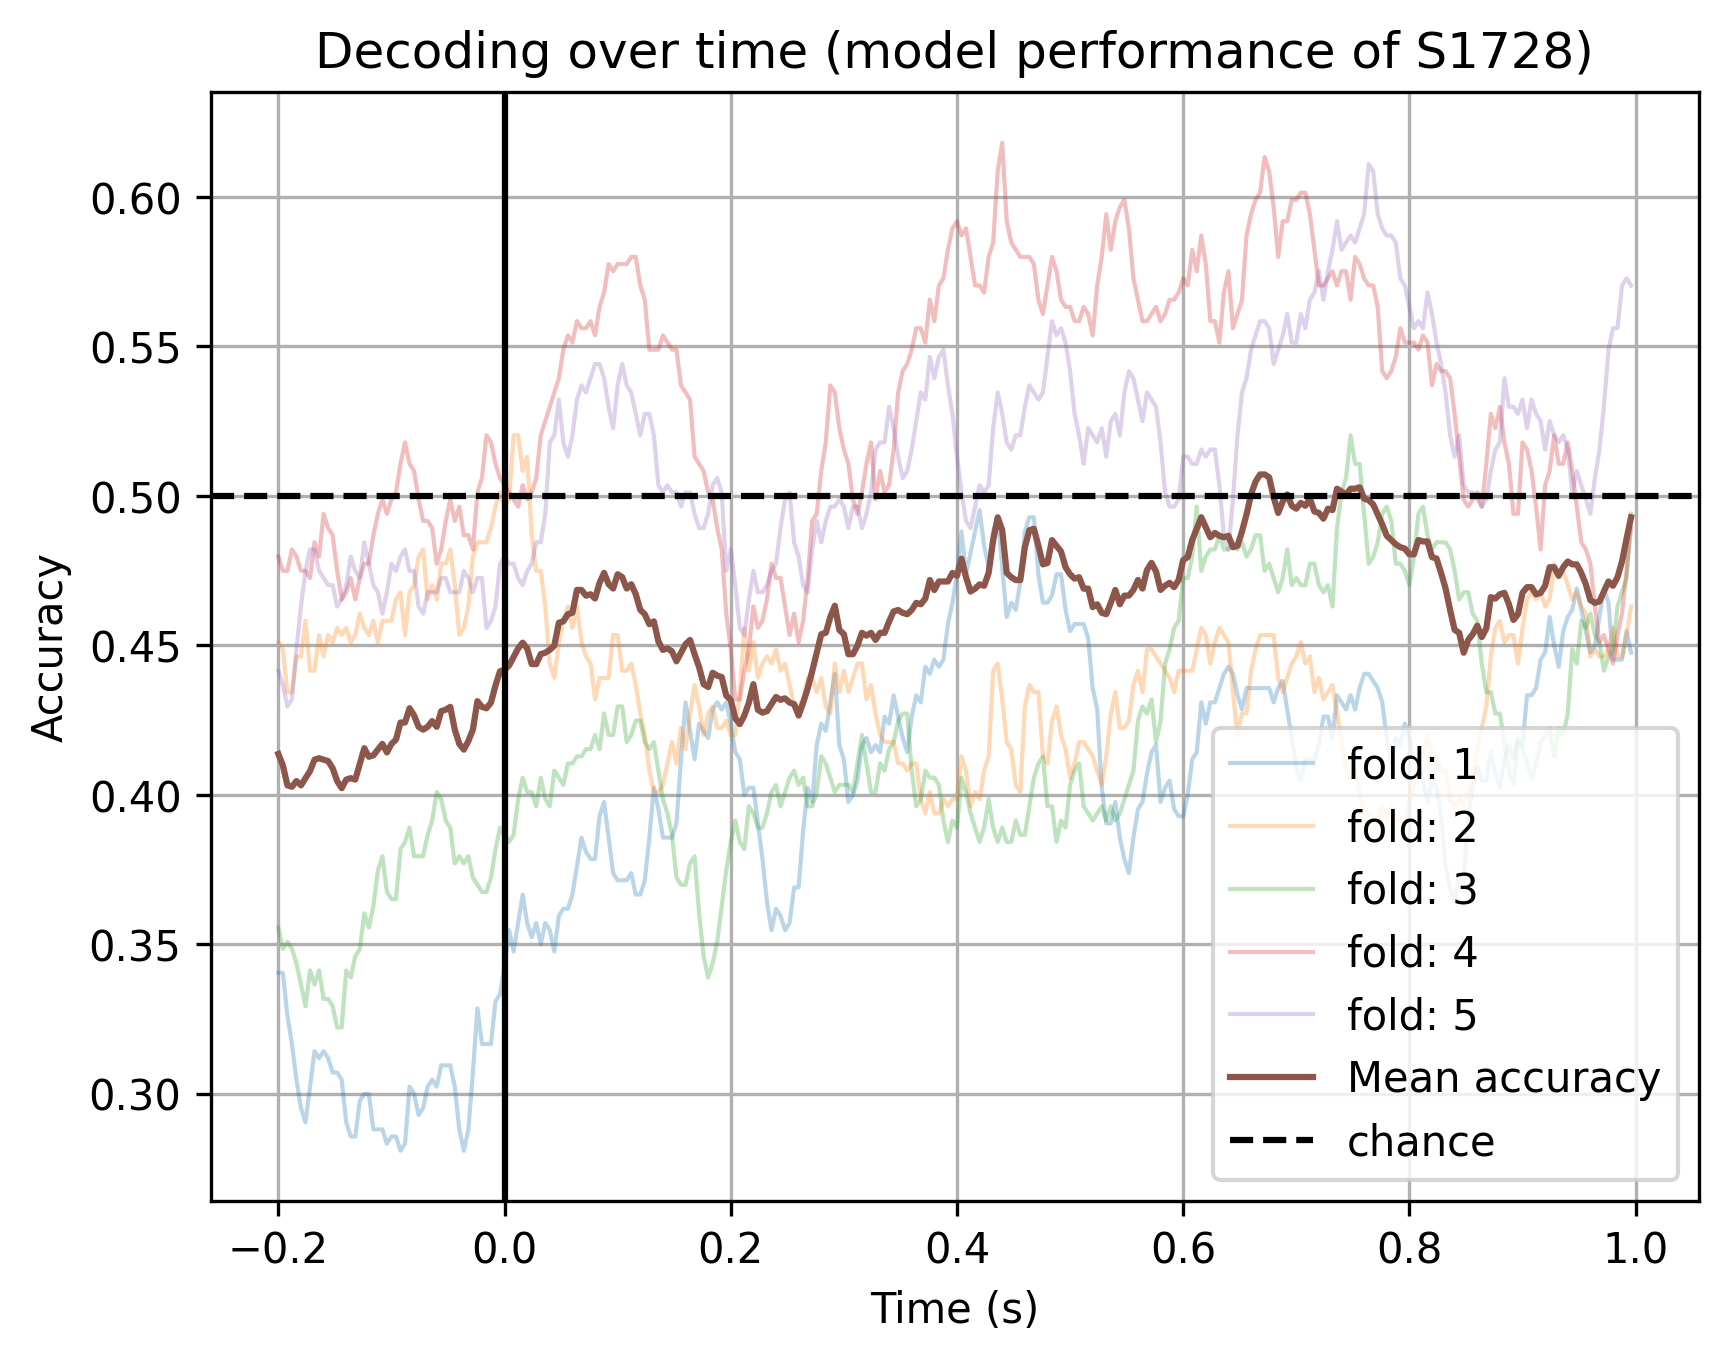 Decoding over time (model performance of S1728)
Accuracy
0.60
0.55
0.50
0.45
0.40
0.35
0.30
−0.2
0.0
0.2
0.4
0.6
0.8
1.0
Time (s)
fold: 1
fold: 2
fold: 3
fold: 4
fold: 5
Mean accuracy
chance